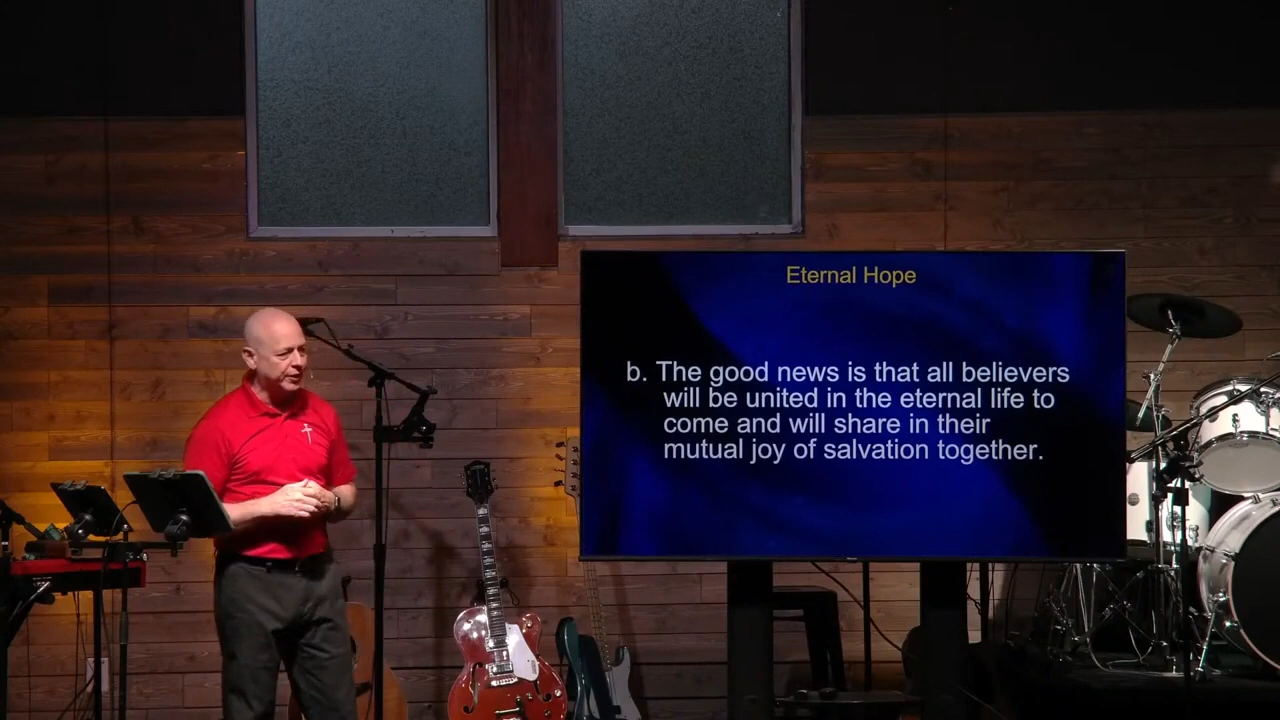 Eternal Hope
b. The good news is that all believers
will be united in the eternal life to
come and will share in their
mutual joy of salvation together.